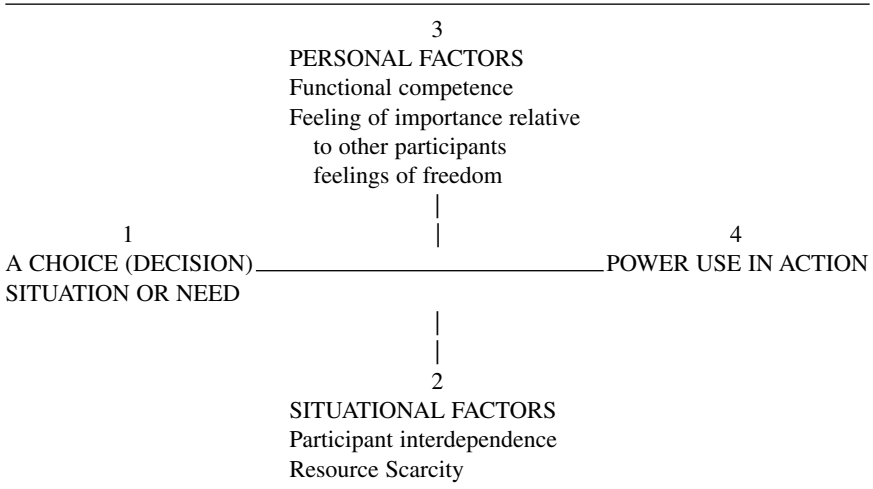 3
PERSONAL FACTORS
Functional competence
Feeling of importance relative
to other participants
feelings of freedom
1
4
A CHOICE (DECISION)
POWER USE IN ACTION
SITUATION OR NEED
2
SITUATIONAL FACTORS
Participant interdependence
Resource Scarcity